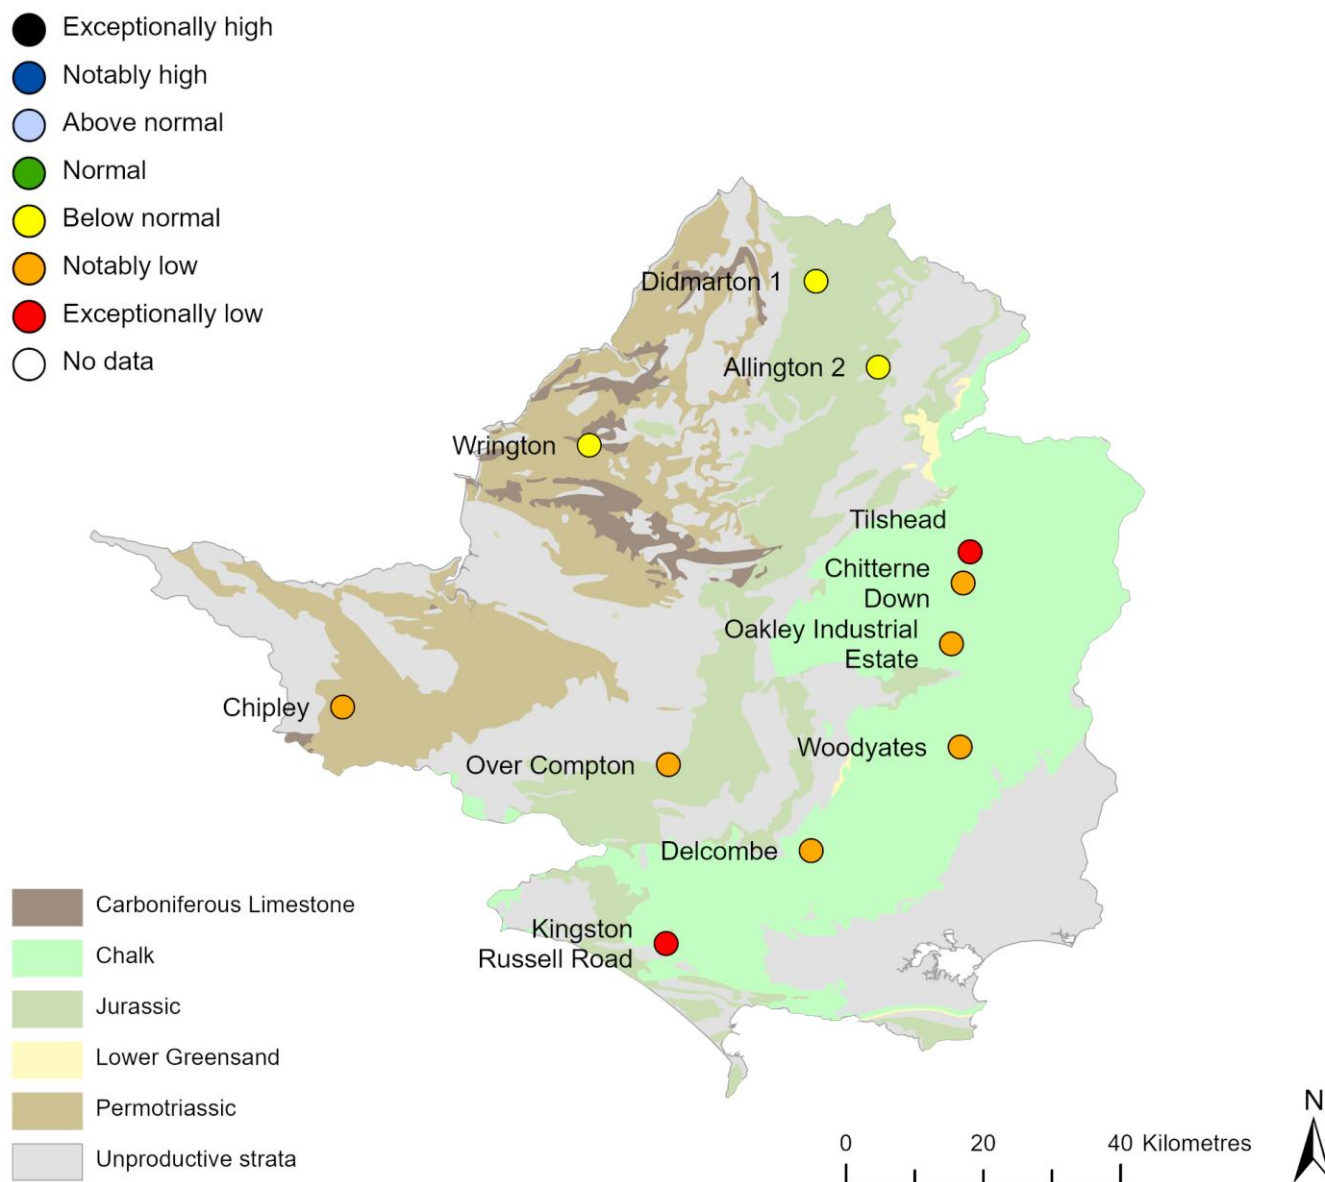 Exceptionally high
Notably high
Above normal
Normal
Below normal
Notably low
Exceptionally low
No data
Didmarton 1
Allington 2
Wrington
Tilshead
Chitterne
Down
Oakley Industrial
Estate
Chipley
Woodyates
Over Compton
Delcombe
Kingston
Russell Road
Carboniferous Limestone
Chalk
Jurassic
Lower Greensand
Permotriassic
Unproductive strata
0 20 40 Kilometres
N